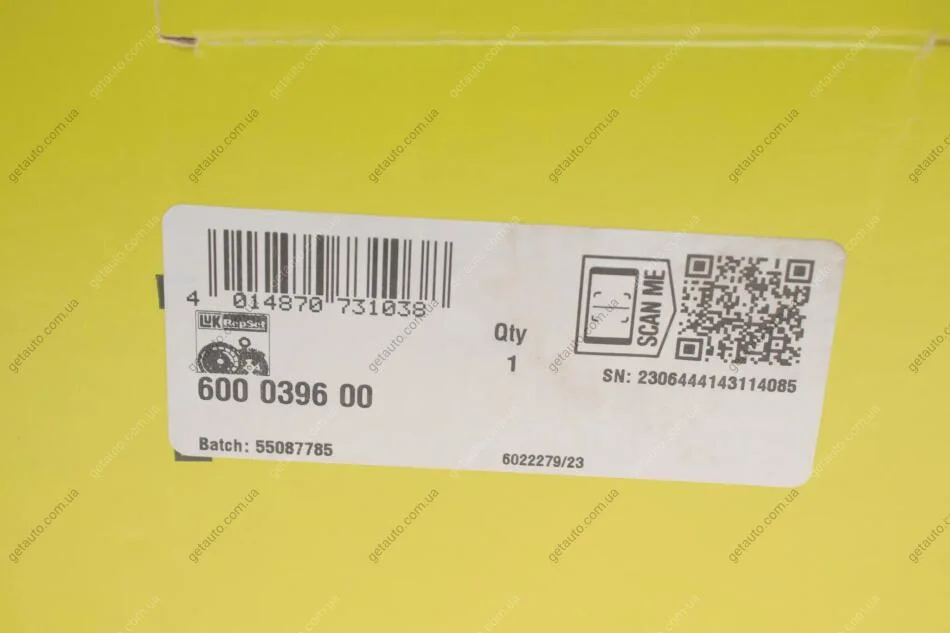 4 014870 731038
LUK RepSet
600 0396 00
Batch: 55087785
Qty
1
6022279/23
SCAN ME
SN: 2306444143114085
getauto.com.ua